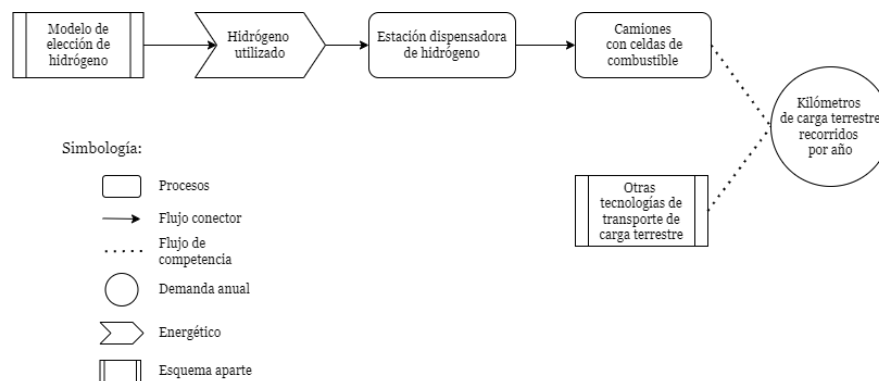 Modelo de
elección de
hidrógeno
Hidrógeno
utilizado
Estación dispensadora
de hidrógeno
Camiones
con celdas de
combustible
Kilómetros
de carga terrestre
recorridos
por año
Otras
tecnologías de
transporte de
carga terrestre
Simbología:
Procesos
Flujo conector
Flujo de
competencia
Demanda anual
Energético
Esquema aparte